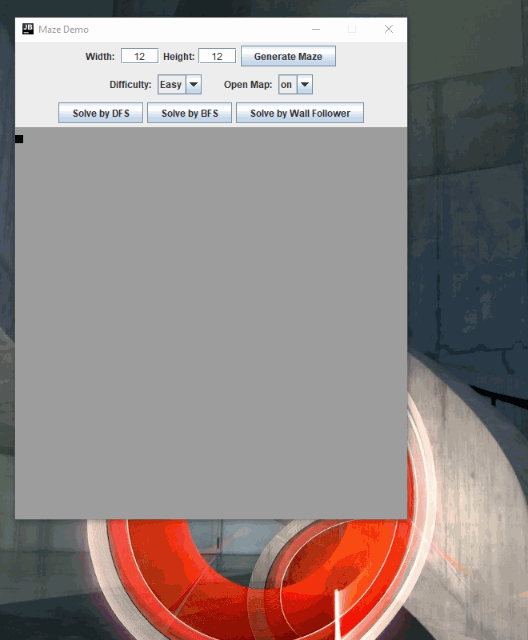 JB Maze Demo
Width: 12 Height: 12 Generate Maze
Difficulty: Easy Open Map: on
Solve by DFS Solve by BFS Solve by Wall Follower